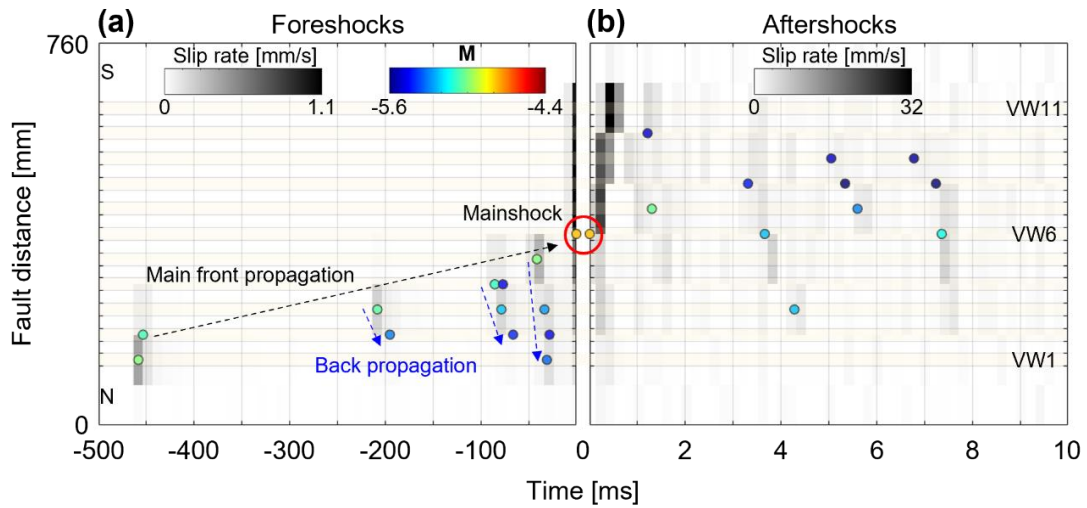 (a) Foreshocks
(b) Aftershocks
760
S
Slip rate [mm/s]
0 1.1
M
-5.6 -4.4
Slip rate [mm/s]
0 32
VW11
Mainshock
VW6
Main front propagation
Back propagation
VW1
N
0
Fault distance [mm]
-500 -400 -300 -200 -100 0 2 4 6 8 10
Time [ms]